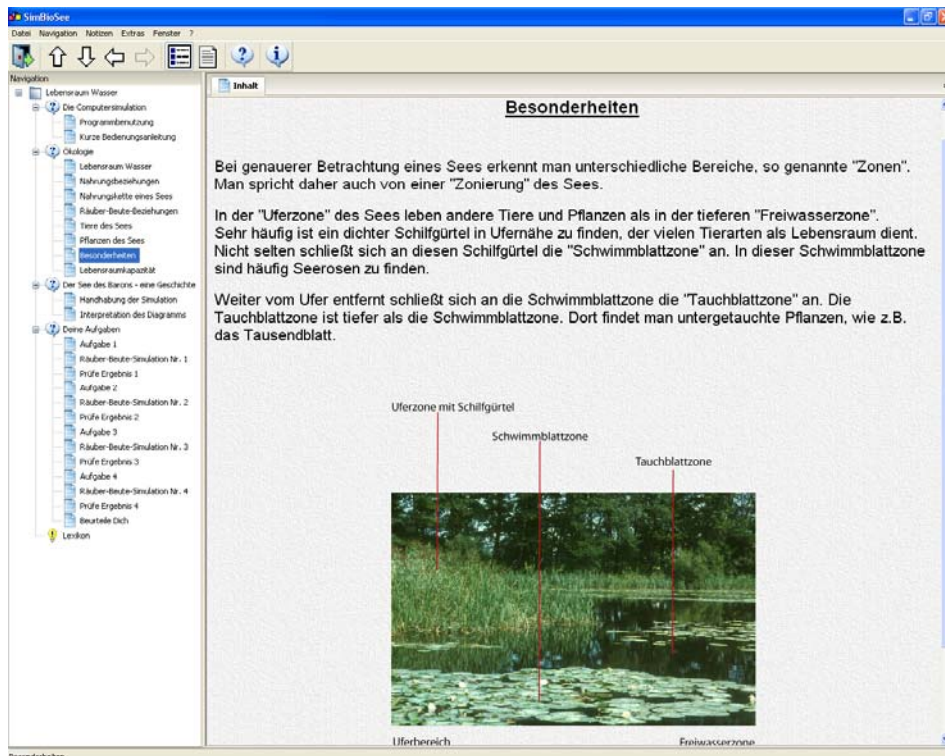 SimBioSee
Datei Navigation Notizen Extras Fenster ?
Navigation
Lebensraum Wasser
Die Computersimulation
Programmbenutzung
Kurze Bedienungsanleitung
Ökologie
Lebensraum Wasser
Nahrungsbeziehungen
Nahrungskette eines Sees
Räuber-Beute-Beziehungen
Tiere des Sees
Pflanzen des Sees
Besonderheiten
Lebensraumkapazität
Der See des Barons - eine Geschichte
Handhabung der Simulation
Interpretation des Diagramms
Deine Aufgaben
Aufgabe 1
Räuber-Beute-Simulation Nr. 1
Prüfe Ergebnis 1
Aufgabe 2
Räuber-Beute-Simulation Nr. 2
Prüfe Ergebnis 2
Aufgabe 3
Räuber-Beute-Simulation Nr. 3
Prüfe Ergebnis 3
Aufgabe 4
Räuber-Beute-Simulation Nr. 4
Prüfe Ergebnis 4
Beurteile Dich
Lexikon
Inhalt
Besonderheiten
Bei genauerer Betrachtung eines Sees erkennt man unterschiedliche Bereiche, so genannte "Zonen".
Man spricht daher auch von einer "Zonierung" des Sees.
In der "Uferzone" des Sees leben andere Tiere und Pflanzen als in der tieferen "Freiwasserzone".
Sehr häufig ist ein dichter Schilfgürtel in Ufernähe zu finden, der vielen Tierarten als Lebensraum dient.
Nicht selten schließt sich an diesen Schilfgürtel die "Schwimmblattzone" an. In dieser Schwimmblattzone
sind häufig Seerosen zu finden.
Weiter vom Ufer entfernt schließt sich an die Schwimmblattzone die "Tauchblattzone" an. Die
Tauchblattzone ist tiefer als die Schwimmblattzone. Dort findet man untergetauchte Pflanzen, wie z.B.
das Tausendblatt.
Uferzone mit Schilfgürtel
Schwimmblattzone
Tauchblattzone
Uferbereich Freiwasserzone
Besonderheiten